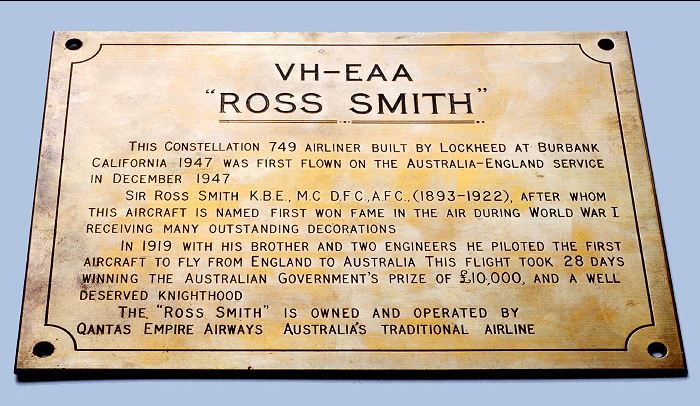 VH-EAA
"ROSS SMITH"
THIS CONSTELLATION 749 AIRLINER BUILT BY LOCKHEED AT BURBANK
CALIFORNIA 1947 WAS FIRST FLOWN ON THE AUSTRALIA-ENGLAND SERVICE
IN DECEMBER 1947
SIR ROSS SMITH K.B.E., M.C D.F.C., A.F.C., (1893-1922), AFTER WHOM
THIS AIRCRAFT IS NAMED FIRST WON FAME IN THE AIR DURING WORLD WAR I
RECEIVING MANY OUTSTANDING DECORATIONS
IN 1919 WITH HIS BROTHER AND TWO ENGINEERS HE PILOTED THE FIRST
AIRCRAFT TO FLY FROM ENGLAND TO AUSTRALIA THIS FLIGHT TOOK 28 DAYS
WINNING THE AUSTRALIAN GOVERNMENT'S PRIZE OF £10,000, AND A WELL
DESERVED KNIGHTHOOD
THE "ROSS SMITH" IS OWNED AND OPERATED BY
QANTAS EMPIRE AIRWAYS AUSTRALIA'S TRADITIONAL AIRLINE